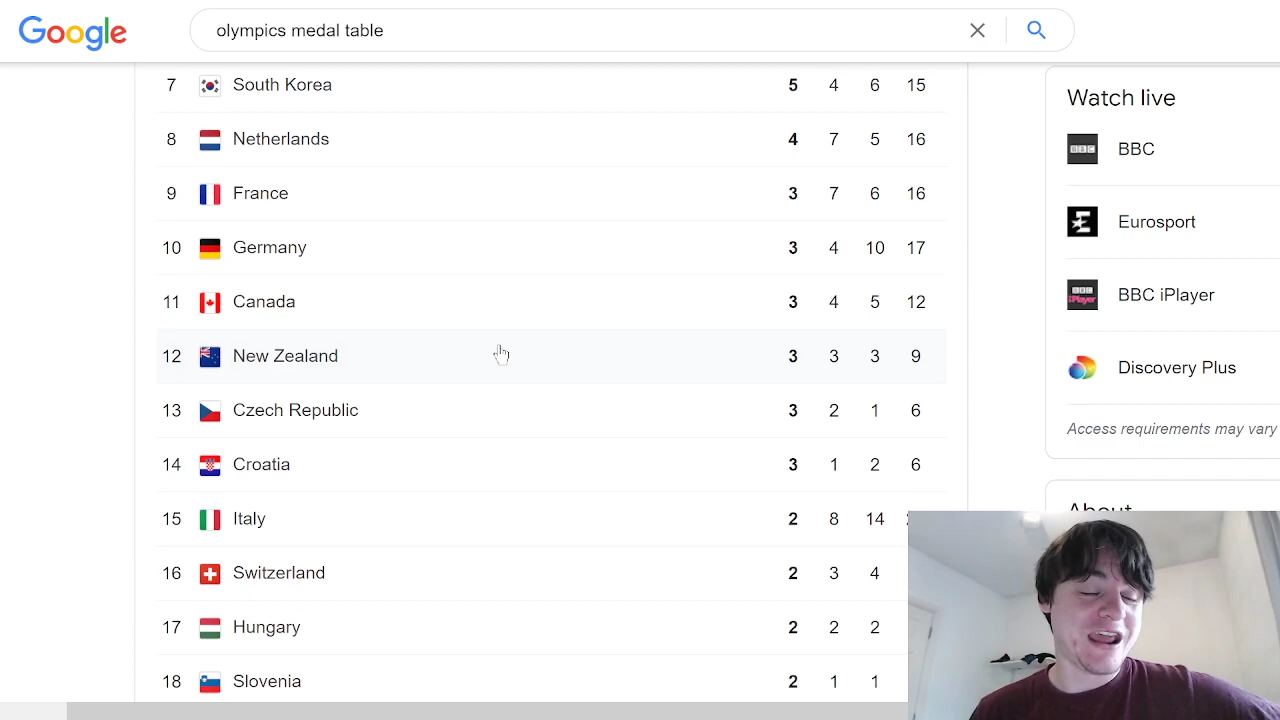 Google
olympics medal table
7 South Korea 5 4 6 15
8 Netherlands 4 7 5 16
9 France 3 7 6 16
10 Germany 3 4 10 17
11 Canada 3 4 5 12
12 New Zealand 3 3 3 9
13 Czech Republic 3 2 1 6
14 Croatia 3 1 2 6
15 Italy 2 8 14
16 Switzerland 2 3 4
17 Hungary 2 2 2
18 Slovenia 2 1 1
Watch live
BBC BBC
E Eurosport
BBC iPlayer BBC iPlayer
Discovery Plus
Access requirements may vary
About